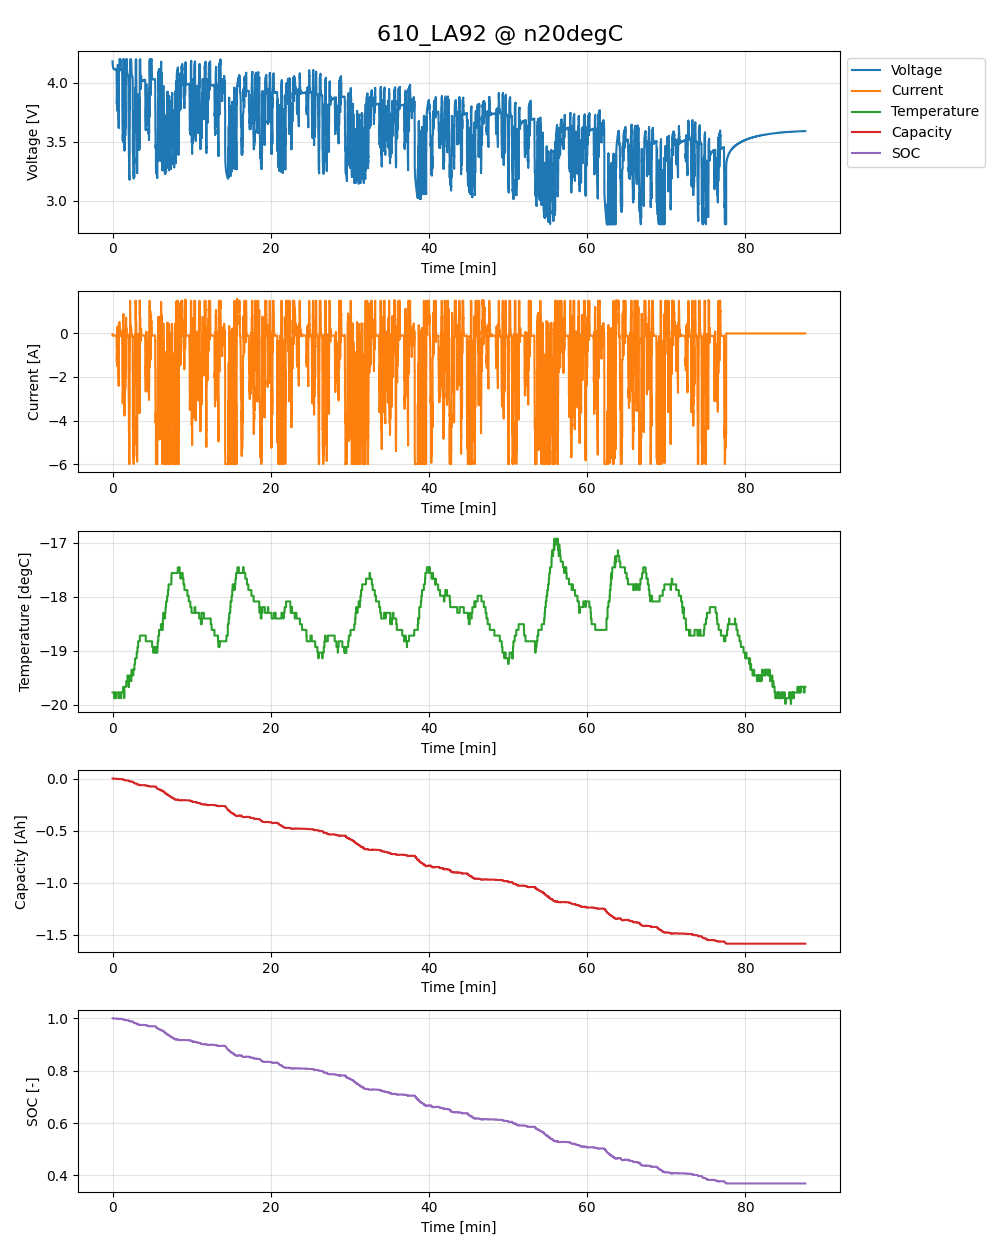 610_LA92 @ n20degC
Voltage [V]
4.0
3.5
3.0
0 20 40 60 80
Time [min]
Voltage
Current
Temperature
Capacity
SOC
Current [A]
0
−2
−4
−6
0 20 40 60 80
Time [min]
Temperature [degC]
−17
−18
−19
−20
0 20 40 60 80
Time [min]
Capacity [Ah]
0.0
−0.5
−1.0
−1.5
0 20 40 60 80
Time [min]
SOC [-]
1.0
0.8
0.6
0.4
0 20 40 60 80
Time [min]